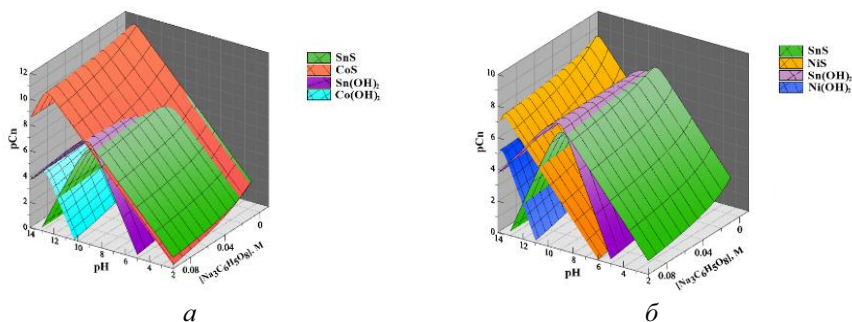 SnS
CoS
Sn(OH)₂
Co(OH)₂
pCn
12
10
8
6
4
2
0
14
12
10
8
6
4
2
pH
0.08
0.04
0
[Na₃C₆H₅O₈], M
а
SnS
NiS
Sn(OH)₂
Ni(OH)₂
pCn
10
8
6
4
2
0
14
12
10
8
6
4
2
pH
0.08
0.04
0
[Na₃C₆H₅O₈], M
б